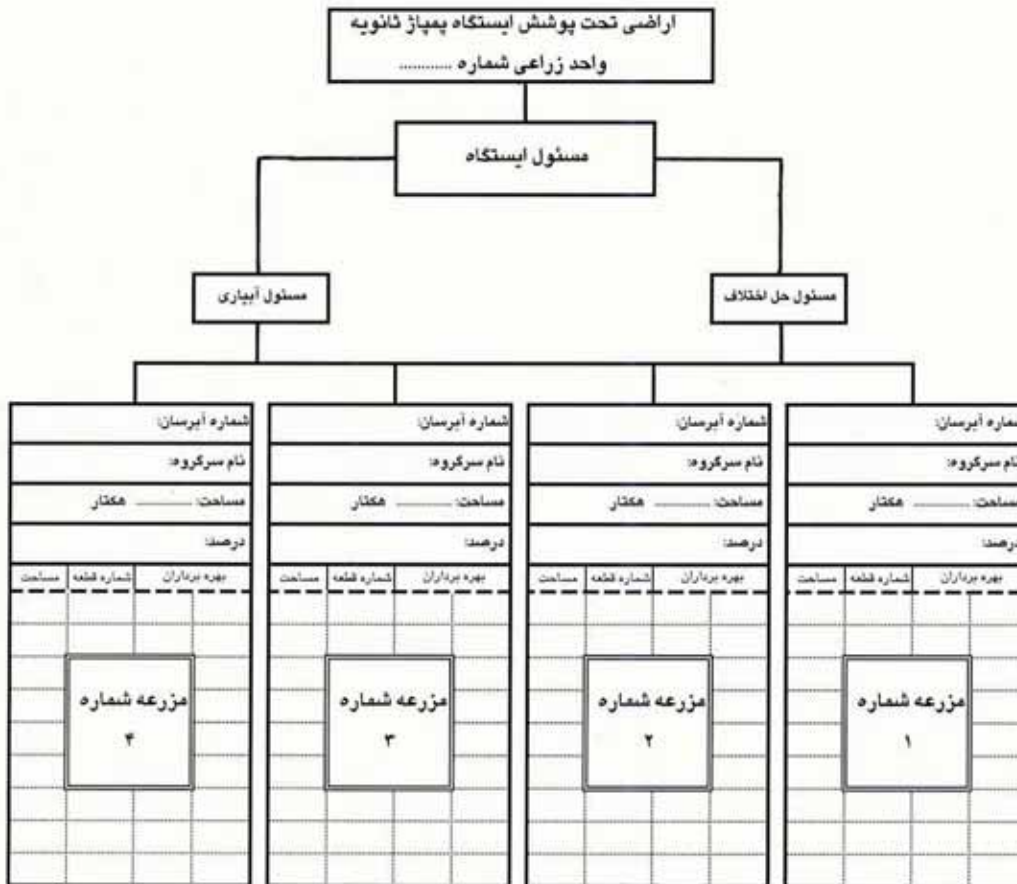 اراضی تحت پوشش ایستگاه پمپاژ ثانویه
واحد زراعی شماره ............
مسئول ایستگاه
مسئول حل اختلاف
مسئول آبیاری
شماره آبرسان:
نام سرگروه:
مساحت: ............ هکتار
درصد:
بهره برداران شماره قطعه مساحت
مزرعه شماره
۱
شماره آبرسان:
نام سرگروه:
مساحت: ............ هکتار
درصد:
بهره برداران شماره قطعه مساحت
مزرعه شماره
۲
شماره آبرسان:
نام سرگروه:
مساحت: ............ هکتار
درصد:
بهره برداران شماره قطعه مساحت
مزرعه شماره
۳
شماره آبرسان:
نام سرگروه:
مساحت: ............ هکتار
درصد:
بهره برداران شماره قطعه مساحت
مزرعه شماره
۴